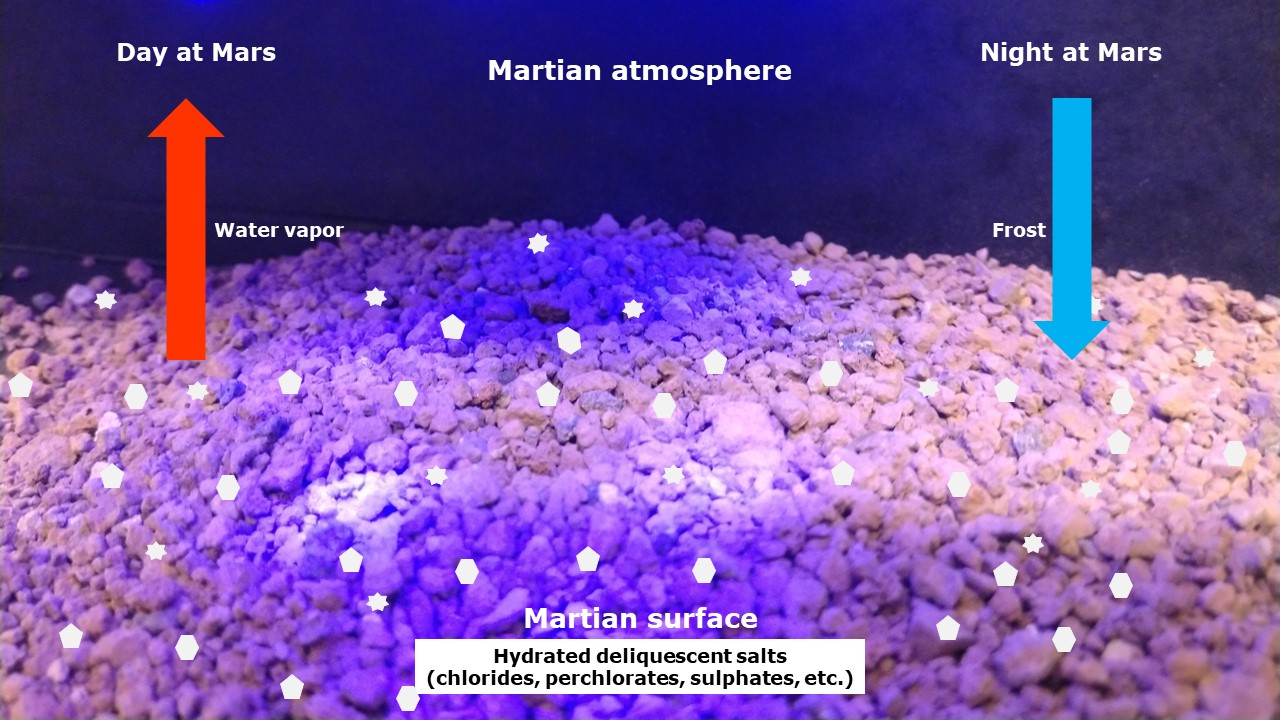 Day at Mars
Martian atmosphere
Night at Mars
Water vapor
Frost
Martian surface
Hydrated deliquescent salts
(chlorides, perchlorates, sulphates, etc.)